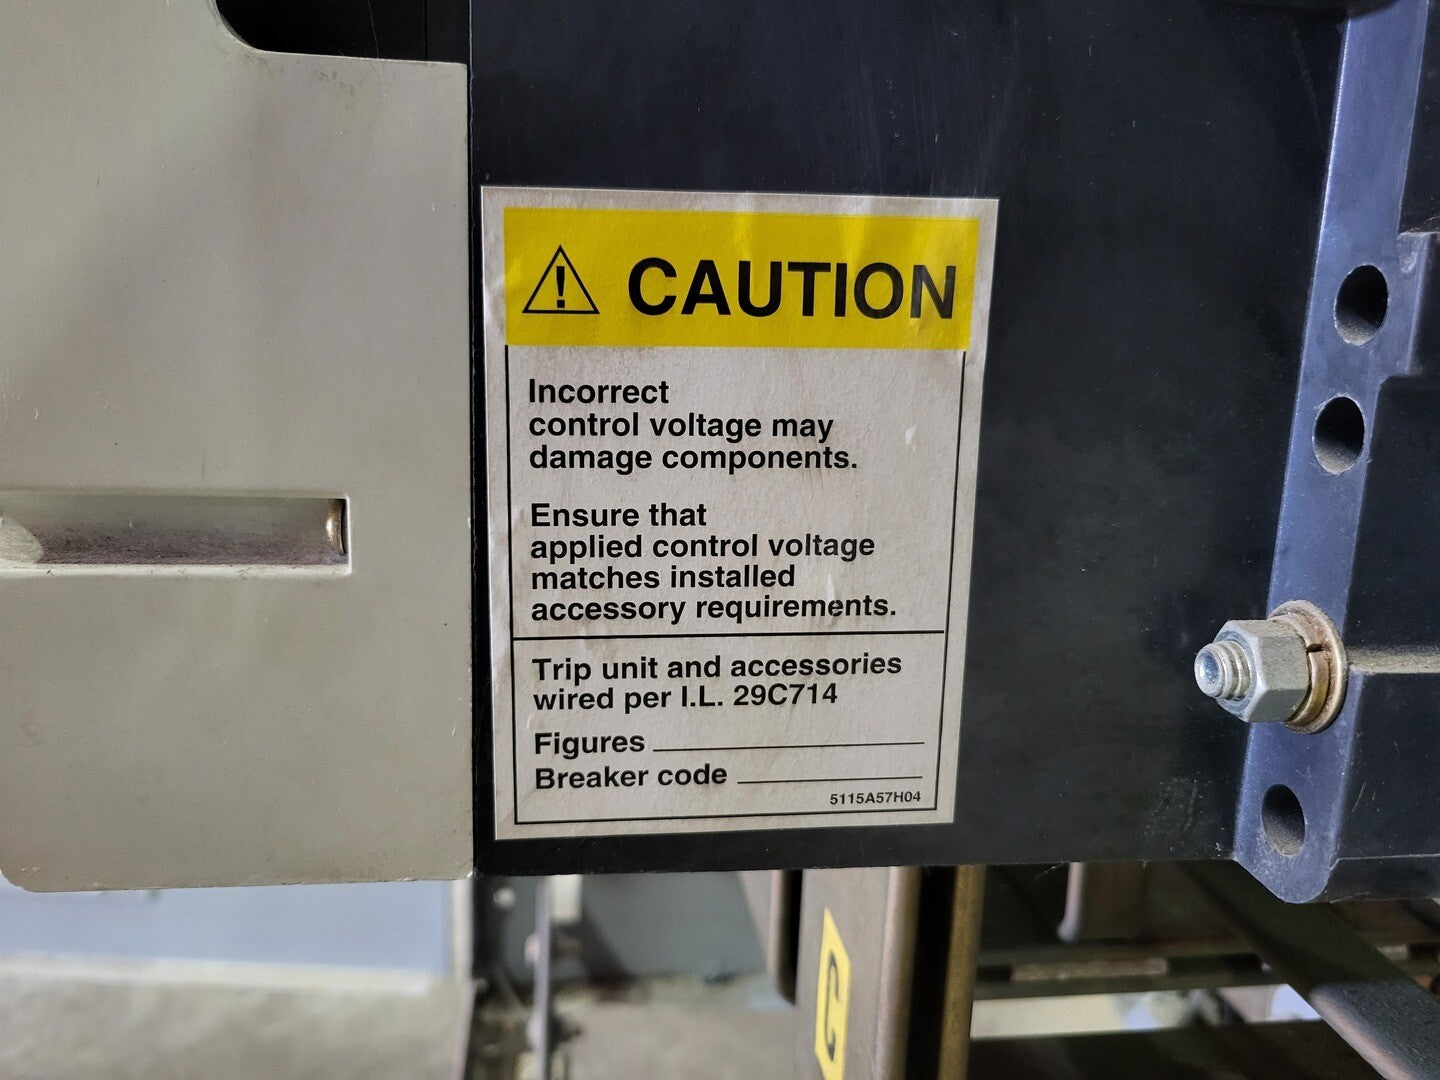 CAUTION
Incorrect
control voltage may
damage components.
Ensure that
applied control voltage
matches installed
accessory requirements.
Trip unit and accessories
wired per I.L. 29C714
Figures
Breaker code
5115A57H04
C